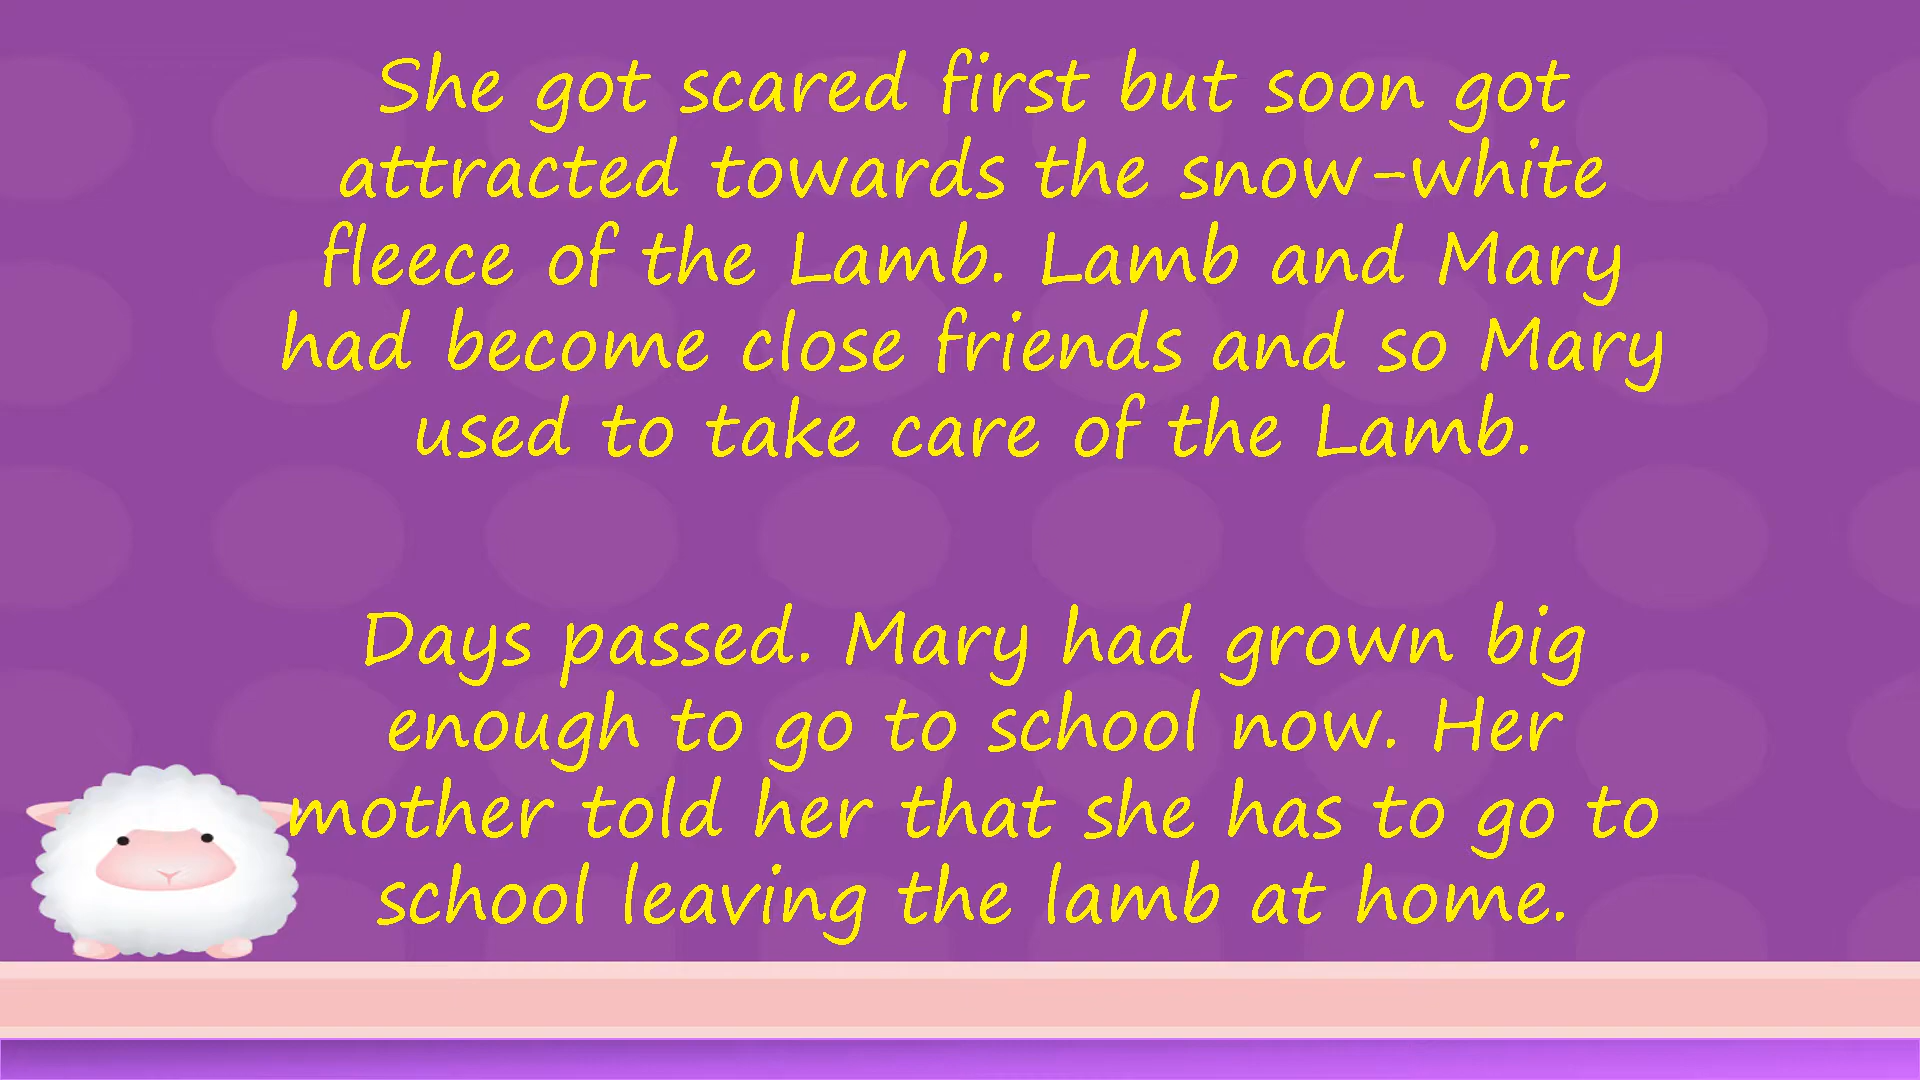 She got scared first but soon got
attracted towards the snow-white
fleece of the Lamb. Lamb and Mary
had become close friends and so Mary
used to take care of the Lamb.
Days passed. Mary had grown big
enough to go to school now. Her
mother told her that she has to go to
school leaving the lamb at home.